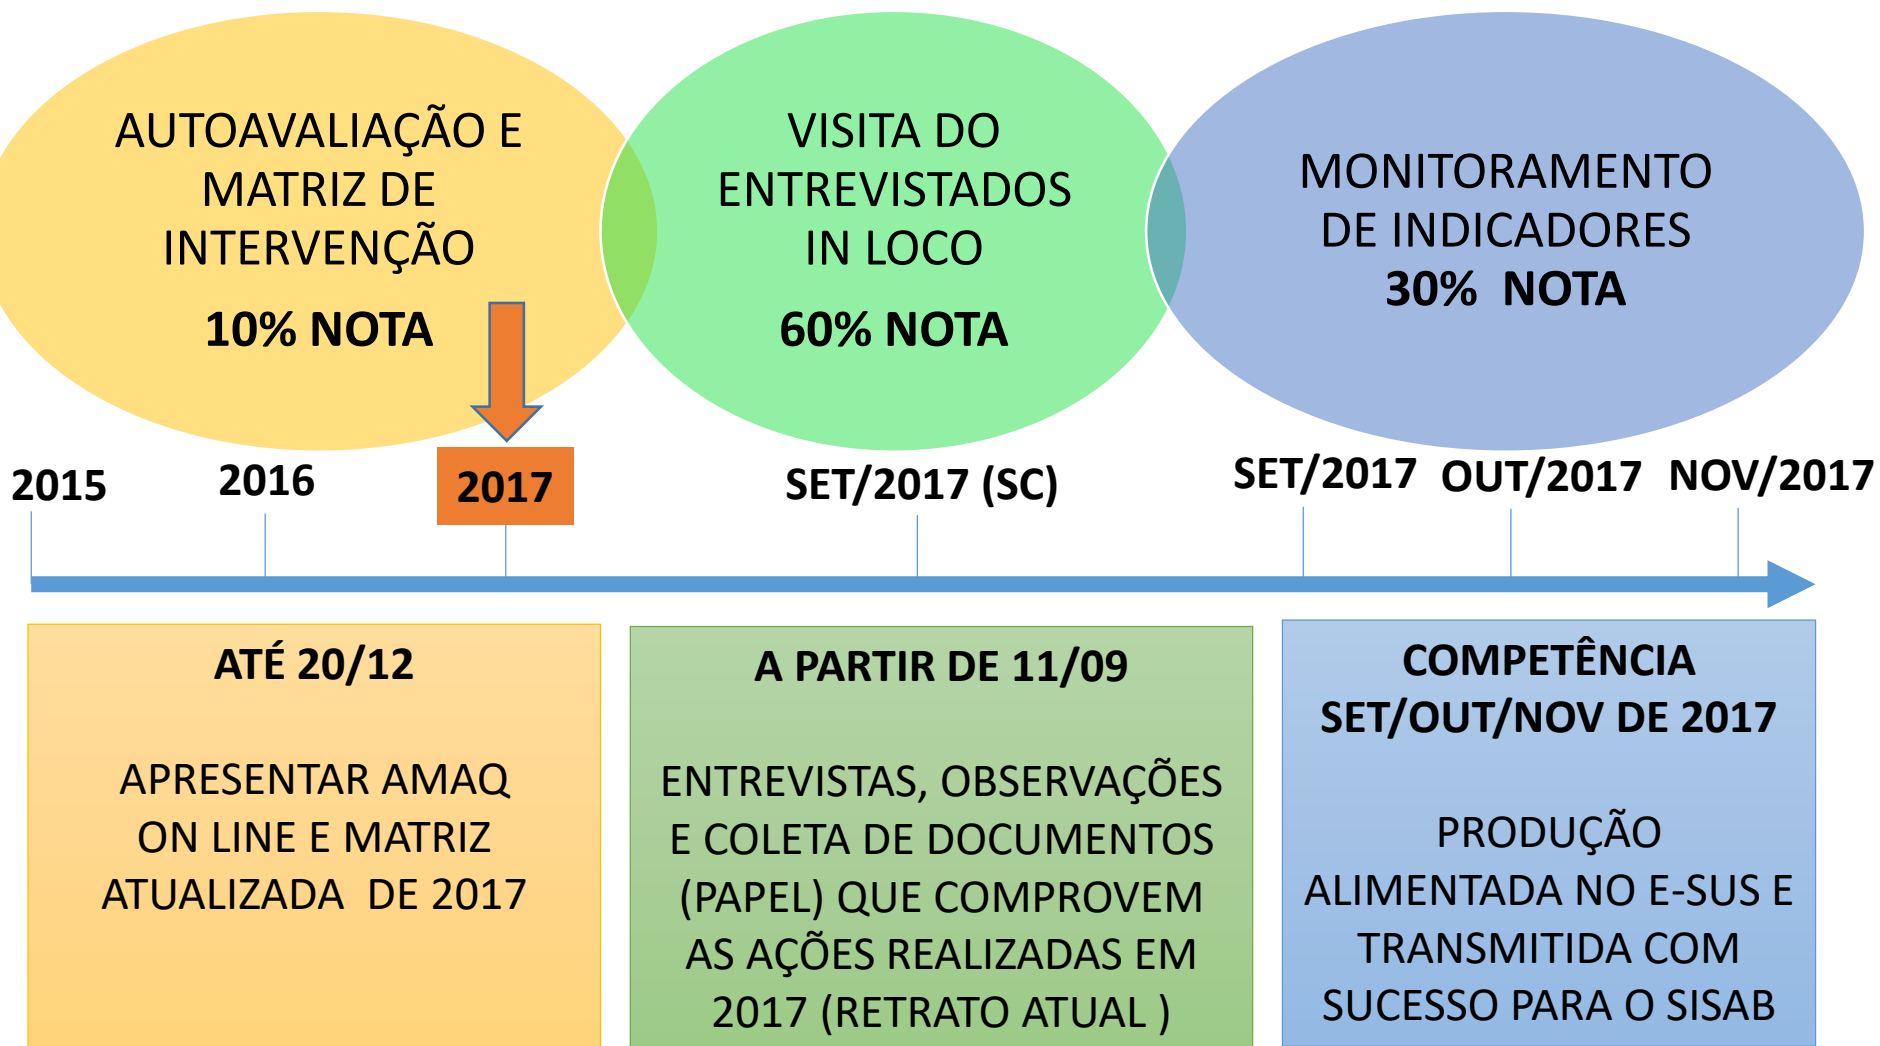 AUTOAVALIAÇÃO E
MATRIZ DE
INTERVENÇÃO
10% NOTA
VISITA DO
ENTREVISTADOS
IN LOCO
60% NOTA
MONITORAMENTO
DE INDICADORES
30% NOTA
2015
2016
2017
SET/2017 (SC)
SET/2017
OUT/2017
NOV/2017
ATÉ 20/12
APRESENTAR AMAQ
ON LINE E MATRIZ
ATUALIZADA DE 2017
A PARTIR DE 11/09
ENTREVISTAS, OBSERVAÇÕES
E COLETA DE DOCUMENTOS
(PAPEL) QUE COMPROVEM
AS AÇÕES REALIZADAS EM
2017 (RETRATO ATUAL )
COMPETÊNCIA
SET/OUT/NOV DE 2017
PRODUÇÃO
ALIMENTADA NO E-SUS E
TRANSMITIDA COM
SUCESSO PARA O SISAB